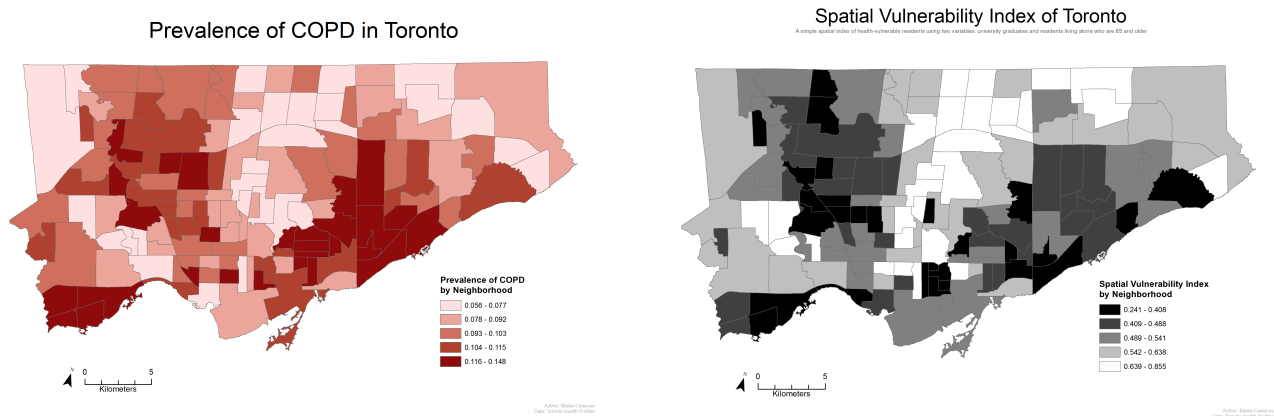 Prevalence of COPD in Toronto
Prevalence of COPD
by Neighborhood
0.056 - 0.077
0.078 - 0.092
0.093 - 0.103
0.104 - 0.115
0.116 - 0.148
N
0 5
Kilometers
Data: Toronto Health Profiles
Spatial Vulnerability Index of Toronto
A simple spatial index of health-vulnerable residents using two variables: university graduates and residents living alone who are 65 and older
Spatial Vulnerability Index
by Neighborhood
0.241 - 0.408
0.409 - 0.488
0.489 - 0.541
0.542 - 0.638
0.639 - 0.855
N
0 5
Kilometers